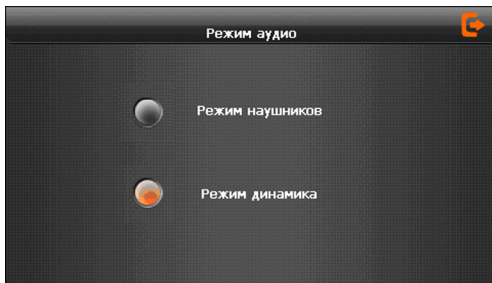 Режим аудио
Режим наушников
Режим динамика